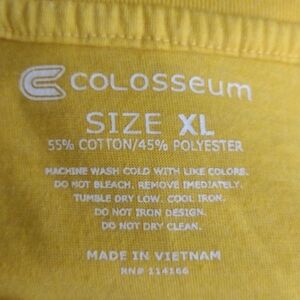 COLOSSEUM
SIZE XL
55% COTTON/45% POLYESTER
MACHINE WASH COLD WITH LIKE COLORS.
DO NOT BLEACH. REMOVE IMEDIATELY.
TUMBLE DRY LOW. COOL IRON.
DO NOT IRON DESIGN.
DO NOT DRY CLEAN.
MADE IN VIETNAM
RN# 114166